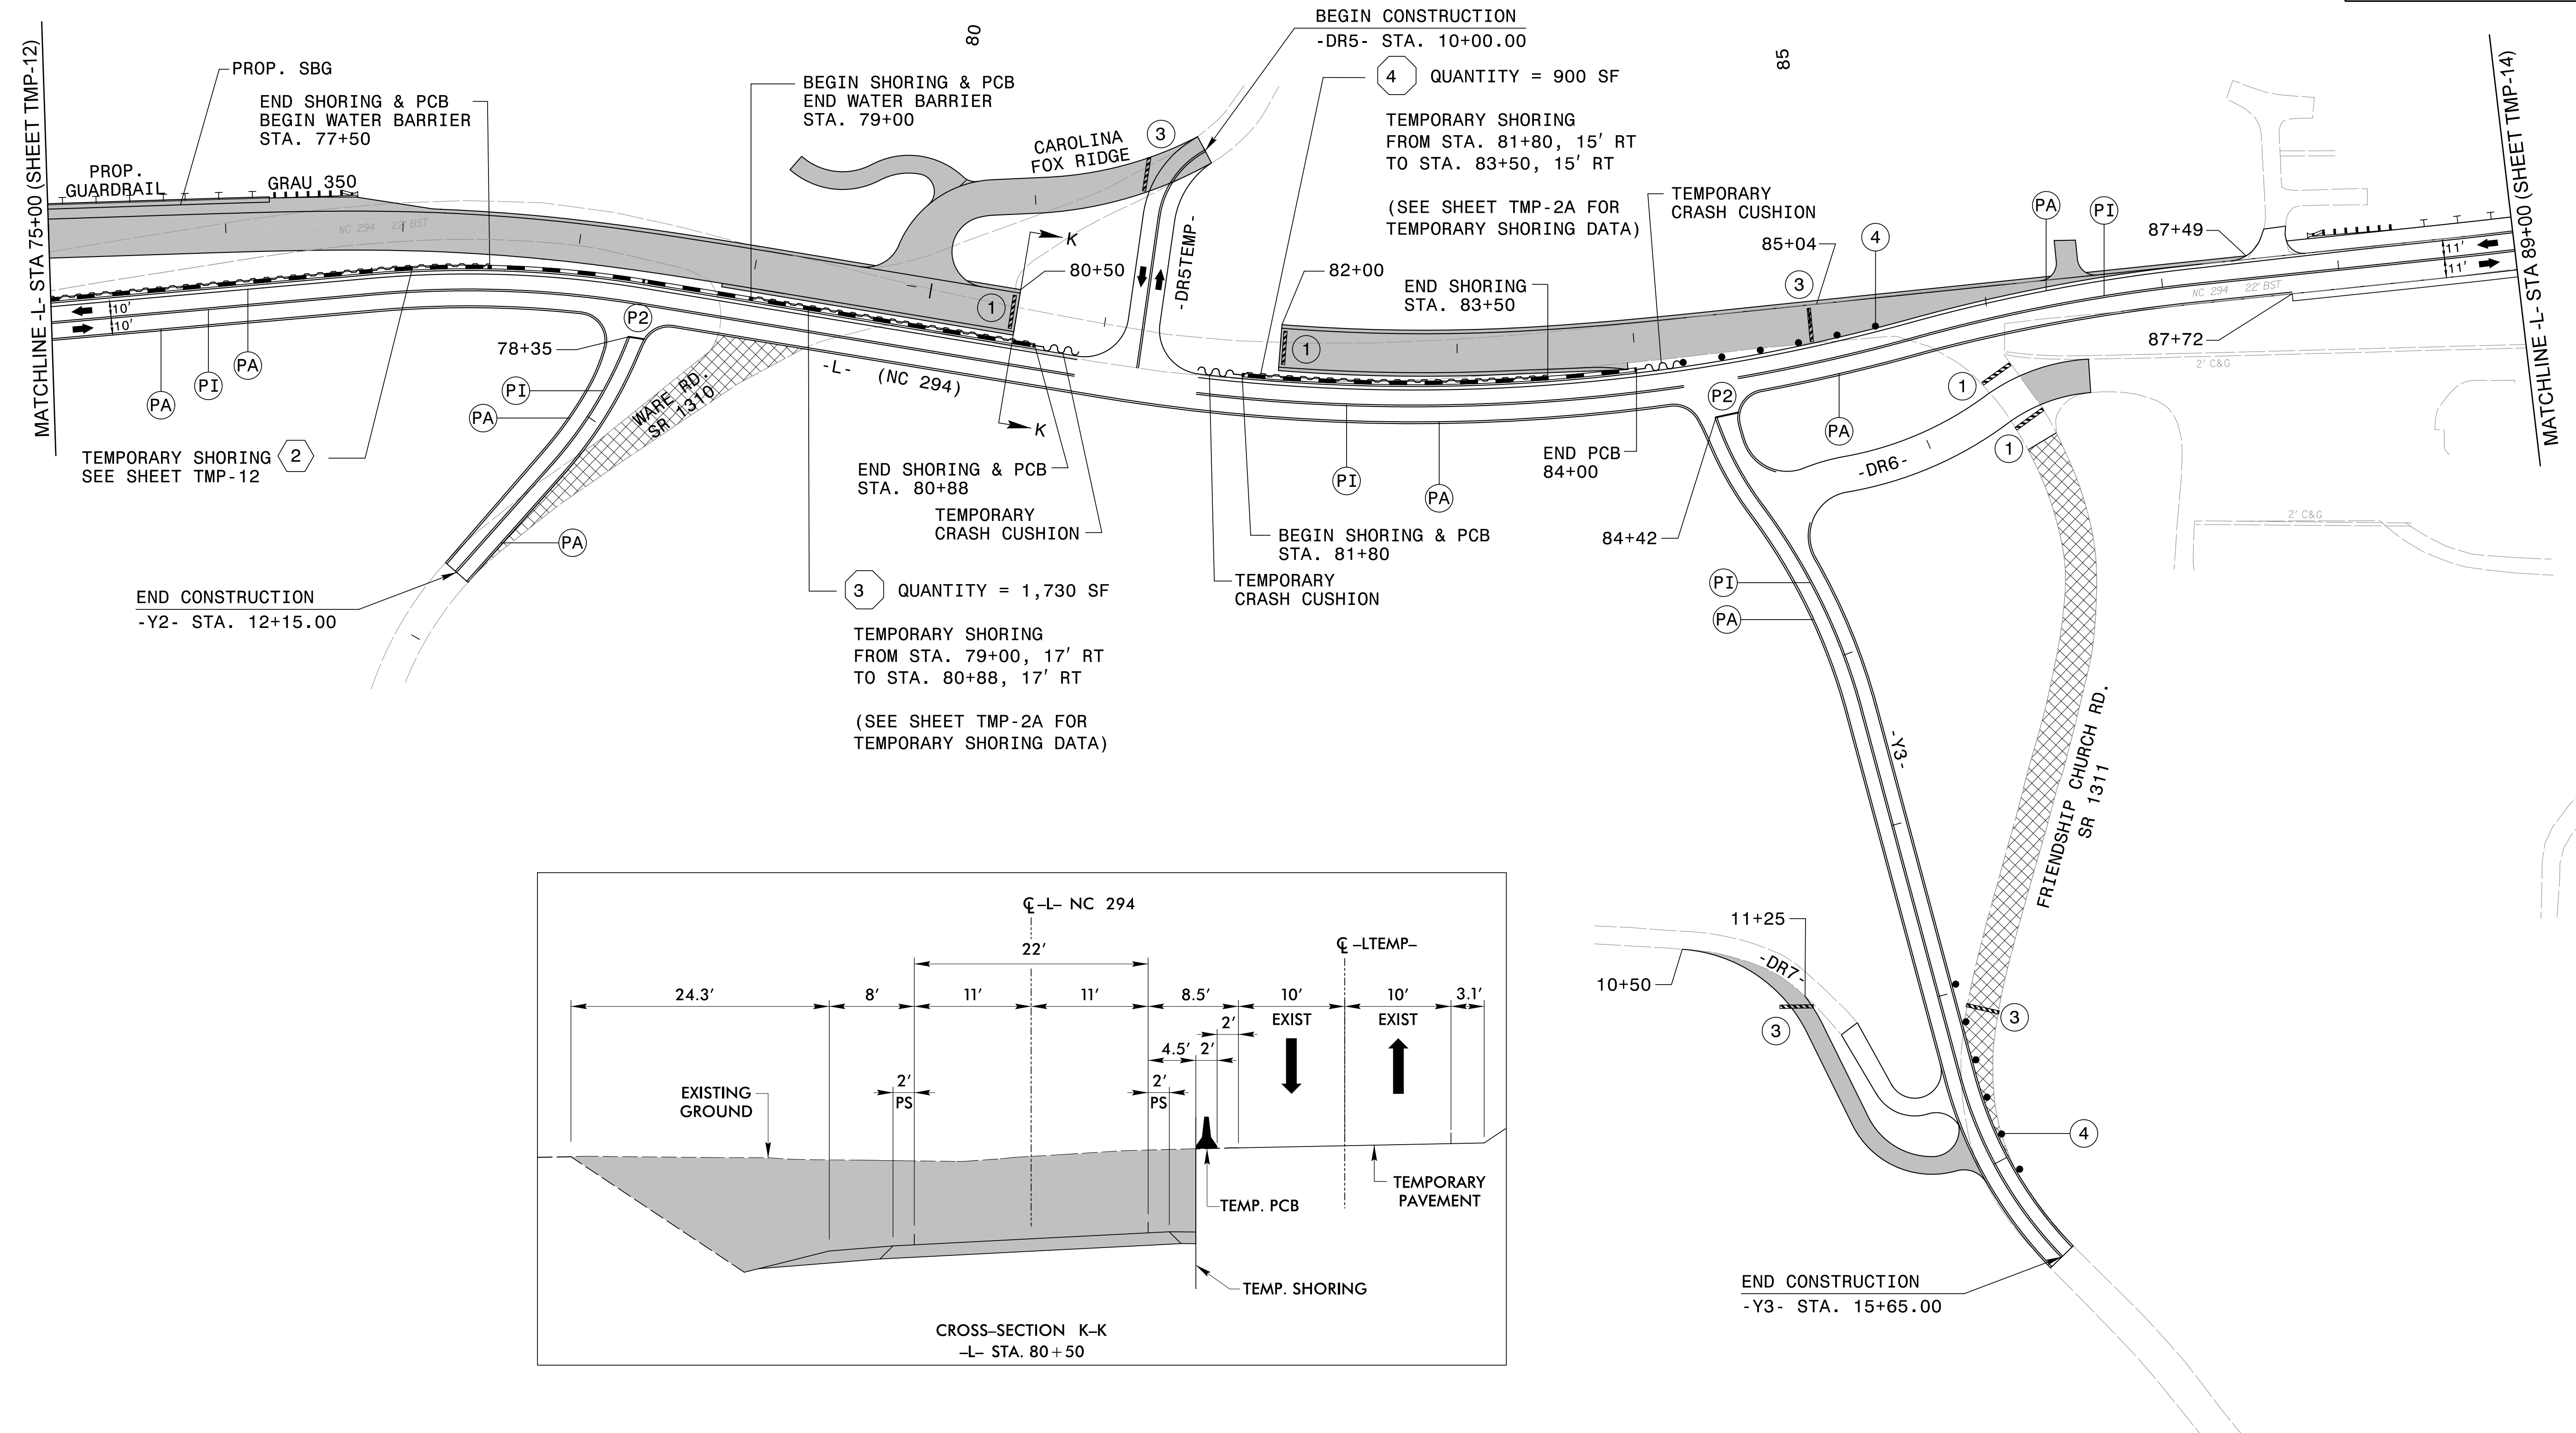 MATCHLINE -L- STA 75+00 (SHEET TMP-12)
PROP. SBG
END SHORING & PCB
BEGIN WATER BARRIER
STA. 77+50
PROP.
GUARDRAIL
GRAU 350
NC 294 22' BST
10'
10'
PA
PI
PA
TEMPORARY SHORING
SEE SHEET TMP-12
2
80
BEGIN SHORING & PCB
END WATER BARRIER
STA. 79+00
CAROLINA
FOX RIDGE
3
BEGIN CONSTRUCTION
-DR5- STA. 10+00.00
K
80+50
1
-DR5TEMP-
P2
78+35
PI
PA
WARE RD.
SR 1310
PA
END CONSTRUCTION
-Y2- STA. 12+15.00
-L- (NC 294)
K
END SHORING & PCB
STA. 80+88
TEMPORARY
CRASH CUSHION
3
QUANTITY = 1,730 SF
TEMPORARY SHORING
FROM STA. 79+00, 17' RT
TO STA. 80+88, 17' RT
(SEE SHEET TMP-2A FOR
TEMPORARY SHORING DATA)
4
QUANTITY = 900 SF
TEMPORARY SHORING
FROM STA. 81+80, 15' RT
TO STA. 83+50, 15' RT
(SEE SHEET TMP-2A FOR
TEMPORARY SHORING DATA)
82+00
1
END SHORING
STA. 83+50
TEMPORARY
CRASH CUSHION
85
85+04
3
4
PA
PI
87+49
11'
11'
NC 294 22' BST
87+72
2' C&G
MATCHLINE -L- STA 89+00 (SHEET TMP-14)
PI
PA
BEGIN SHORING & PCB
STA. 81+80
TEMPORARY
CRASH CUSHION
END PCB
84+00
84+42
P2
PA
-DR6-
1
1
2' C&G
PI
PA
-Y3-
FRIENDSHIP CHURCH RD.
SR 1311
11+25
-DR7-
10+50
3
3
4
END CONSTRUCTION
-Y3- STA. 15+65.00
℄ -L- NC 294
22'
℄ -LTEMP-
24.3'
8'
11'
11'
8.5'
10'
10'
3.1'
EXIST
EXIST
2'
4.5'
2'
2'
PS
2'
PS
EXISTING
GROUND
TEMP. PCB
TEMPORARY
PAVEMENT
TEMP. SHORING
CROSS-SECTION K-K
-L- STA. 80+50